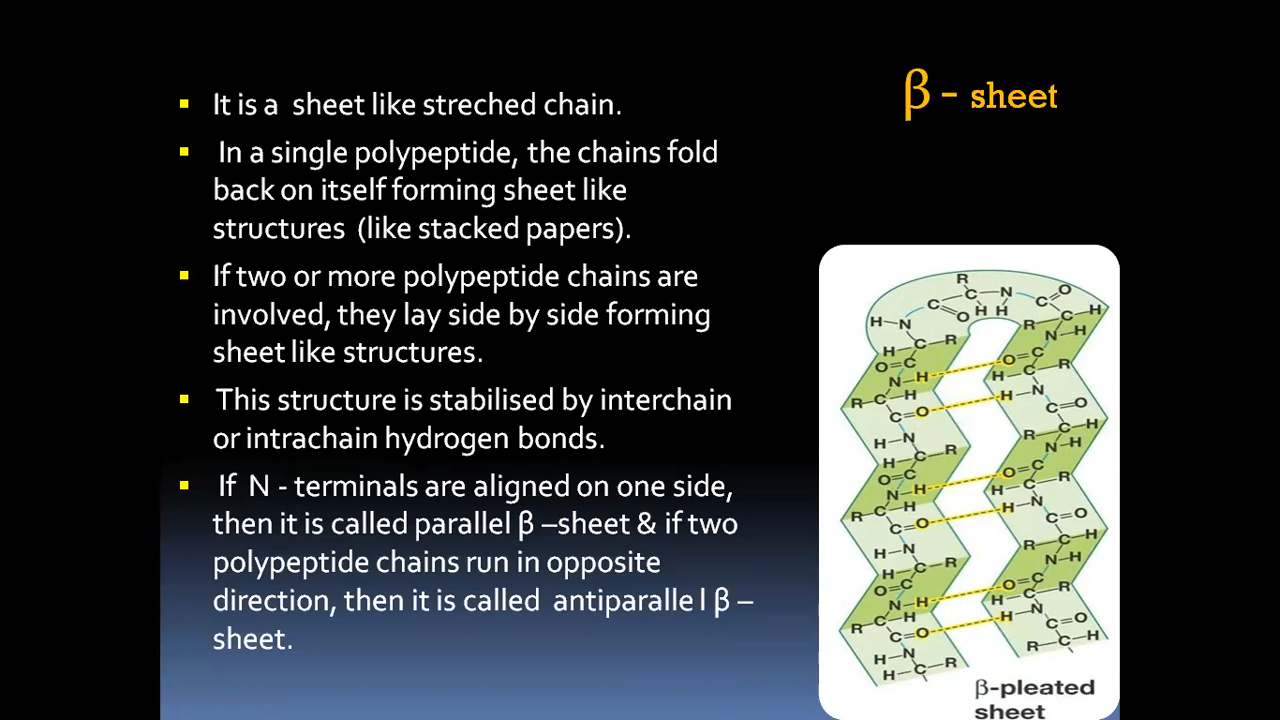 β - sheet
▪ It is a sheet like streched chain.
▪ In a single polypeptide, the chains fold
back on itself forming sheet like
structures (like stacked papers).
▪ If two or more polypeptide chains are
involved, they lay side by side forming
sheet like structures.
▪ This structure is stabilised by interchain
or intrachain hydrogen bonds.
▪ If N - terminals are aligned on one side,
then it is called parallel β –sheet & if two
polypeptide chains run in opposite
direction, then it is called antiparalle l β –
sheet.
β-pleated
sheet